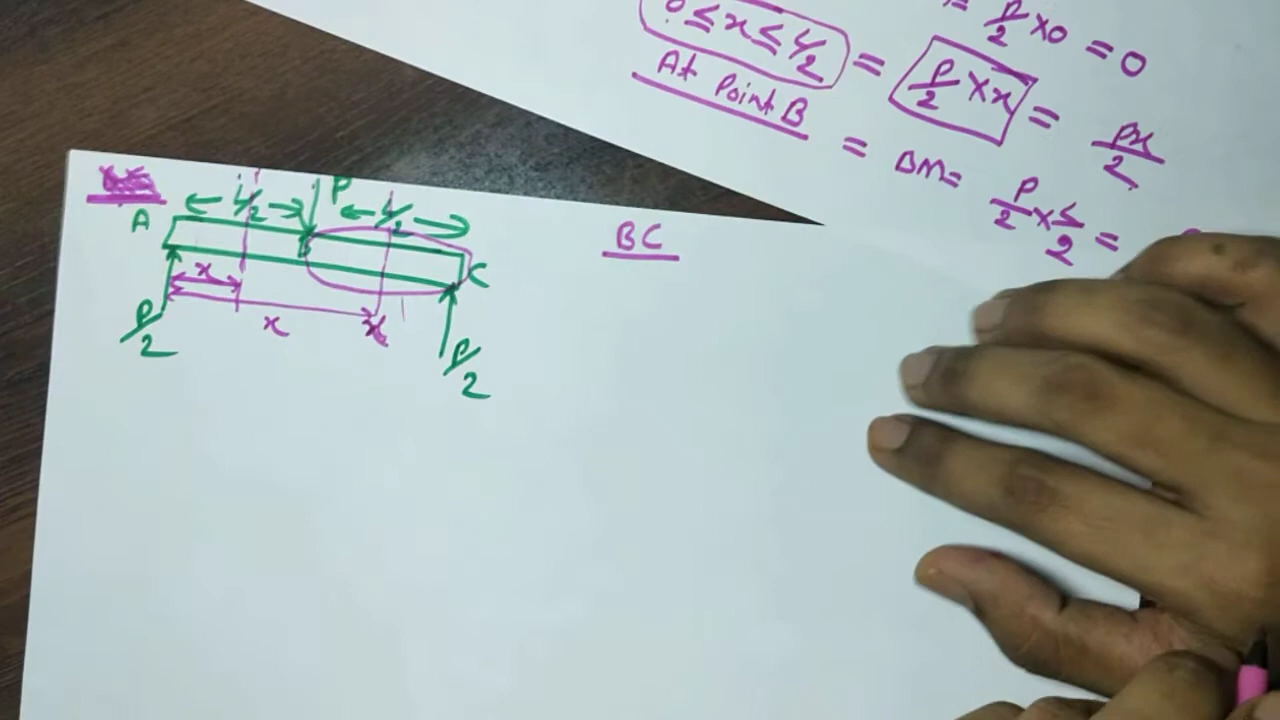 = P/2 × 0 = 0
0 ≤ x ≤ L/2 = P/2 × x = Px/2
At Point B
= BM = P/2 × L/2 =
BC
P
A L/2 L/2
B
C
x
x
P/2
P/2